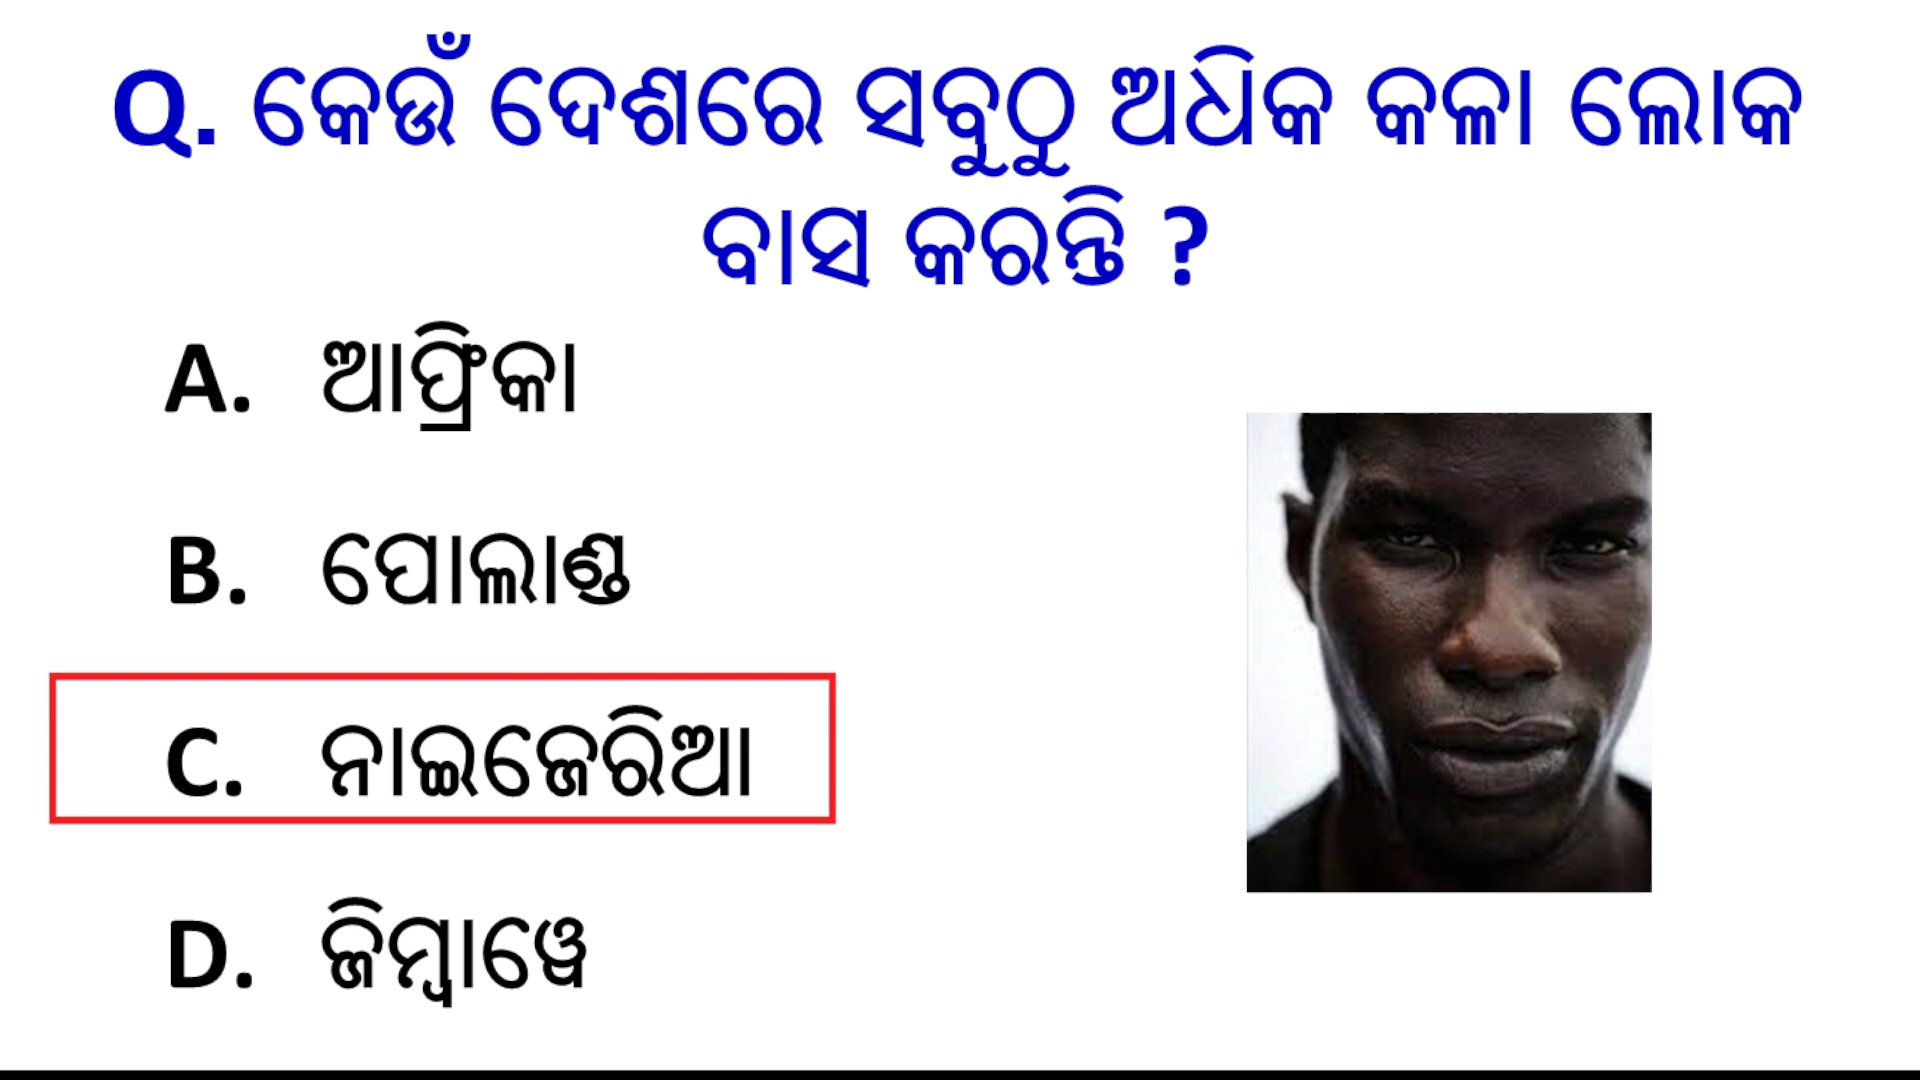 Q. କେଉଁ ଦେଶରେ ସବୁଠୁ ଅଧିକ କଳା ଲୋକ
ବାସ କରନ୍ତି ?
A. ଆଫ୍ରିକା
B. ପୋଲାଣ୍ଡ
C. ନାଇଜେରିଆ
D. ଜିମ୍ବାୱେ